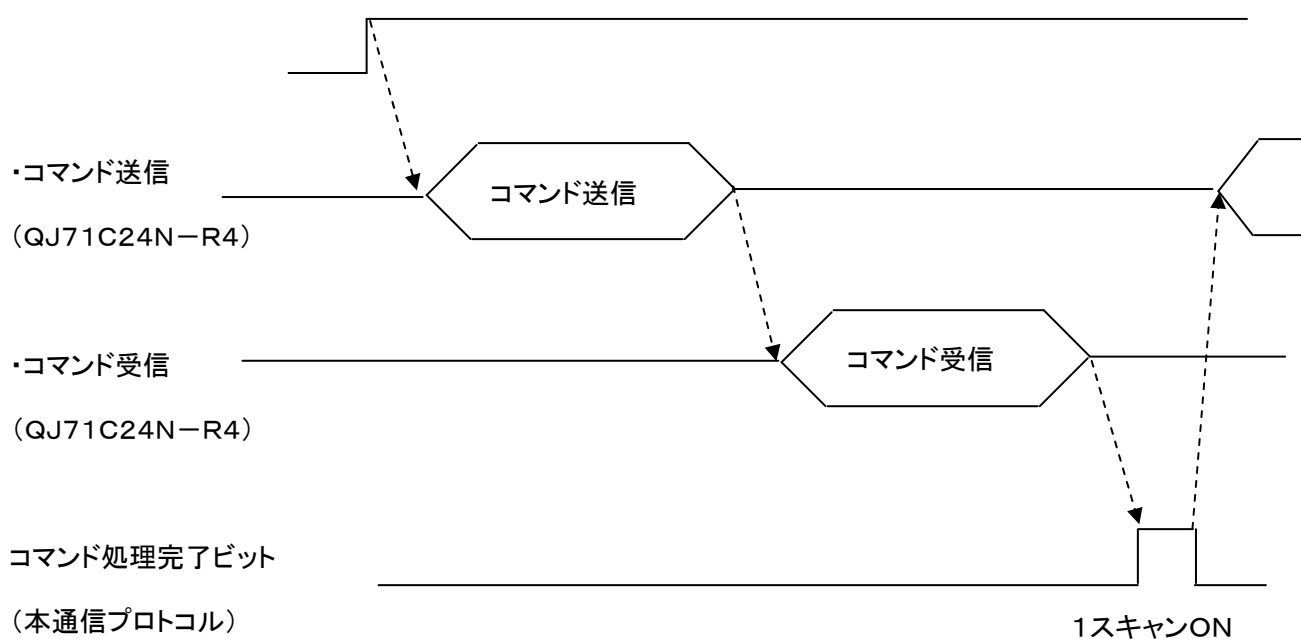 ・コマンド送信
コマンド送信
（QJ71C24N－R4）
・コマンド受信
コマンド受信
（QJ71C24N－R4）
コマンド処理完了ビット
（本通信プロトコル）
1スキャンON